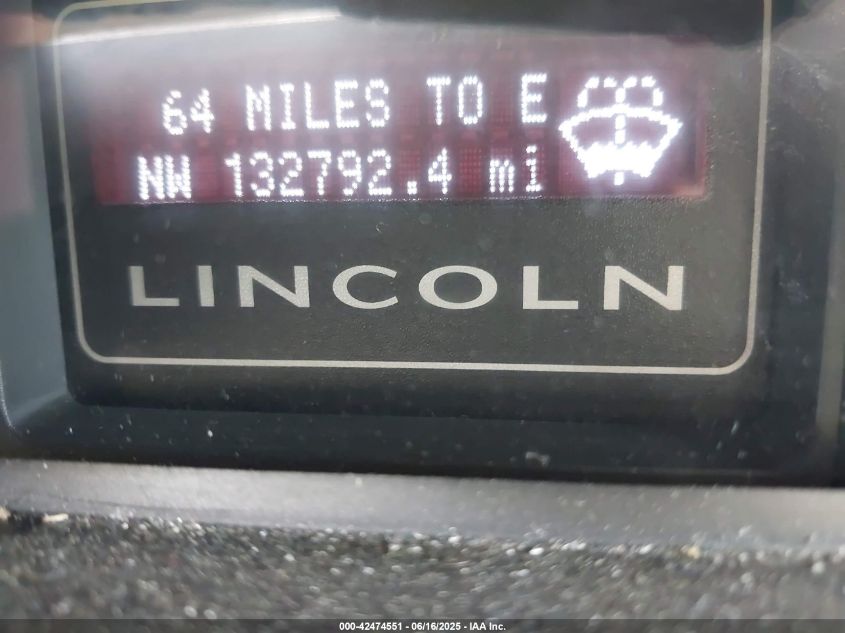 64 MILES TO E
NW 132792.4 mi
LINCOLN
000-42474551 - 06/16/2025 - IAA Inc.